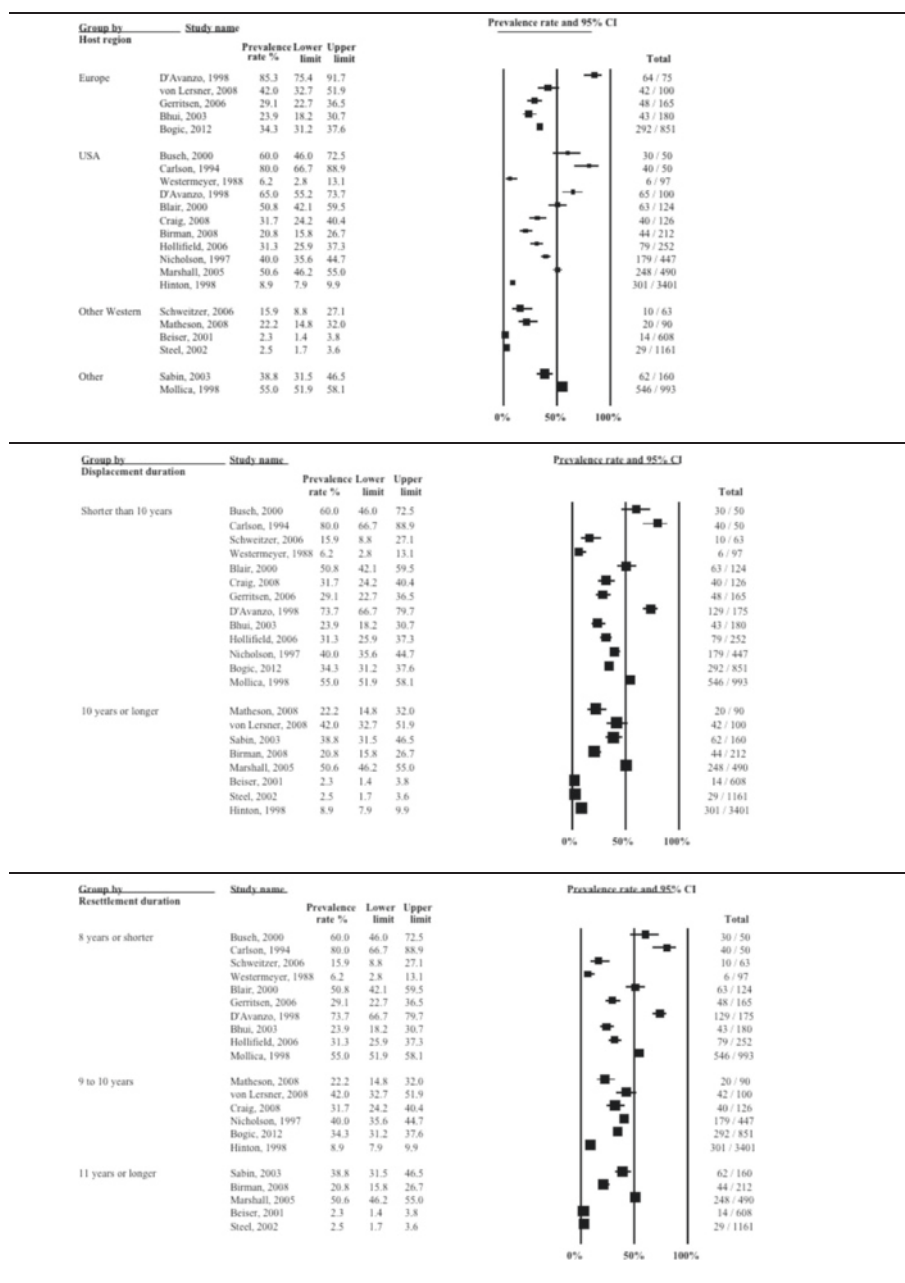 Group by Study name Prevalence rate and 95% CI
Host region
Prevalence Lower Upper
rate % limit limit Total
Europe D'Avanzo, 1998 85.3 75.4 91.7 64 / 75
von Lersner, 2008 42.0 32.7 51.9 42 / 100
Gerritsen, 2006 29.1 22.7 36.5 48 / 165
Bhui, 2003 23.9 18.2 30.7 43 / 180
Bogic, 2012 34.3 31.2 37.6 292 / 851
USA Busch, 2000 60.0 46.0 72.5 30 / 50
Carlson, 1994 80.0 66.7 88.9 40 / 50
Westermeyer, 1988 6.2 2.8 13.1 6 / 97
D'Avanzo, 1998 65.0 55.2 73.7 65 / 100
Blair, 2000 50.8 42.1 59.5 63 / 124
Craig, 2008 31.7 24.2 40.4 40 / 126
Birman, 2008 20.8 15.8 26.7 44 / 212
Hollifield, 2006 31.3 25.9 37.3 79 / 252
Nicholson, 1997 40.0 35.6 44.7 179 / 447
Marshall, 2005 50.6 46.2 55.0 248 / 490
Hinton, 1998 8.9 7.9 9.9 301 / 3401
Other Western Schweitzer, 2006 15.9 8.8 27.1 10 / 63
Matheson, 2008 22.2 14.8 32.0 20 / 90
Beiser, 2001 2.3 1.4 3.8 14 / 608
Steel, 2002 2.5 1.7 3.6 29 / 1161
Other Sabin, 2003 38.8 31.5 46.5 62 / 160
Mollica, 1998 55.0 51.9 58.1 546 / 993
0% 50% 100%
Group by Study name Prevalence rate and 95% CI
Displacement duration
Prevalence Lower Upper
rate % limit limit Total
Shorter than 10 years Busch, 2000 60.0 46.0 72.5 30 / 50
Carlson, 1994 80.0 66.7 88.9 40 / 50
Schweitzer, 2006 15.9 8.8 27.1 10 / 63
Westermeyer, 1988 6.2 2.8 13.1 6 / 97
Blair, 2000 50.8 42.1 59.5 63 / 124
Craig, 2008 31.7 24.2 40.4 40 / 126
Gerritsen, 2006 29.1 22.7 36.5 48 / 165
D'Avanzo, 1998 73.7 66.7 79.7 129 / 175
Bhui, 2003 23.9 18.2 30.7 43 / 180
Hollifield, 2006 31.3 25.9 37.3 79 / 252
Nicholson, 1997 40.0 35.6 44.7 179 / 447
Bogic, 2012 34.3 31.2 37.6 292 / 851
Mollica, 1998 55.0 51.9 58.1 546 / 993
10 years or longer Matheson, 2008 22.2 14.8 32.0 20 / 90
von Lersner, 2008 42.0 32.7 51.9 42 / 100
Sabin, 2003 38.8 31.5 46.5 62 / 160
Birman, 2008 20.8 15.8 26.7 44 / 212
Marshall, 2005 50.6 46.2 55.0 248 / 490
Beiser, 2001 2.3 1.4 3.8 14 / 608
Steel, 2002 2.5 1.7 3.6 29 / 1161
Hinton, 1998 8.9 7.9 9.9 301 / 3401
0% 50% 100%
Group by Study name Prevalence rate and 95% CI
Resettlement duration
Prevalence Lower Upper
rate % limit limit Total
8 years or shorter Busch, 2000 60.0 46.0 72.5 30 / 50
Carlson, 1994 80.0 66.7 88.9 40 / 50
Schweitzer, 2006 15.9 8.8 27.1 10 / 63
Westermeyer, 1988 6.2 2.8 13.1 6 / 97
Blair, 2000 50.8 42.1 59.5 63 / 124
Gerritsen, 2006 29.1 22.7 36.5 48 / 165
D'Avanzo, 1998 73.7 66.7 79.7 129 / 175
Bhui, 2003 23.9 18.2 30.7 43 / 180
Hollifield, 2006 31.3 25.9 37.3 79 / 252
Mollica, 1998 55.0 51.9 58.1 546 / 993
9 to 10 years Matheson, 2008 22.2 14.8 32.0 20 / 90
von Lersner, 2008 42.0 32.7 51.9 42 / 100
Craig, 2008 31.7 24.2 40.4 40 / 126
Nicholson, 1997 40.0 35.6 44.7 179 / 447
Bogic, 2012 34.3 31.2 37.6 292 / 851
Hinton, 1998 8.9 7.9 9.9 301 / 3401
11 years or longer Sabin, 2003 38.8 31.5 46.5 62 / 160
Birman, 2008 20.8 15.8 26.7 44 / 212
Marshall, 2005 50.6 46.2 55.0 248 / 490
Beiser, 2001 2.3 1.4 3.8 14 / 608
Steel, 2002 2.5 1.7 3.6 29 / 1161
0% 50% 100%